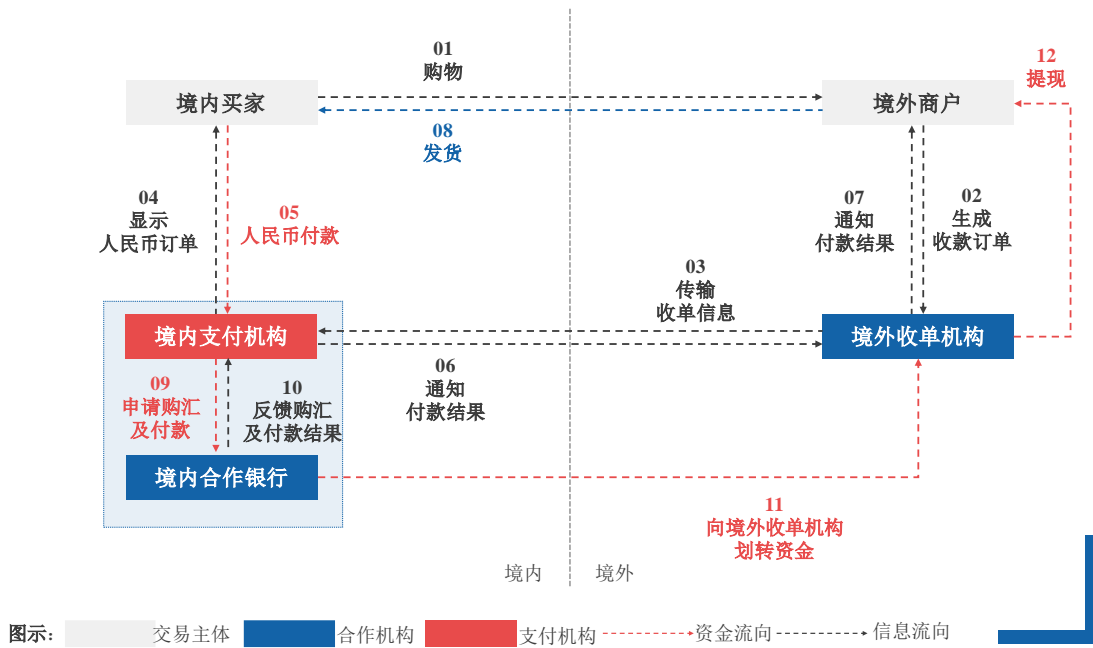 01
购物
12
提现
境内买家
境外商户
08
发货
04
显示
人民币订单
05
人民币付款
07
通知
付款结果
02
生成
收款订单
03
传输
收单信息
境内支付机构
境外收单机构
06
通知
付款结果
09
申请购汇
及付款
10
反馈购汇
及付款结果
境内合作银行
11
向境外收单机构
划转资金
境内
境外
图示：
交易主体
合作机构
支付机构
资金流向
信息流向